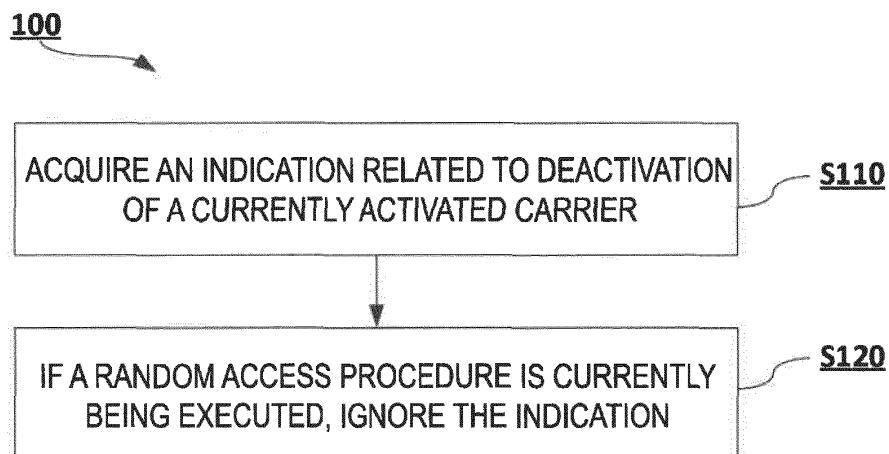 100
ACQUIRE AN INDICATION RELATED TO DEACTIVATION
OF A CURRENTLY ACTIVATED CARRIER
S110
IF A RANDOM ACCESS PROCEDURE IS CURRENTLY
BEING EXECUTED, IGNORE THE INDICATION
S120